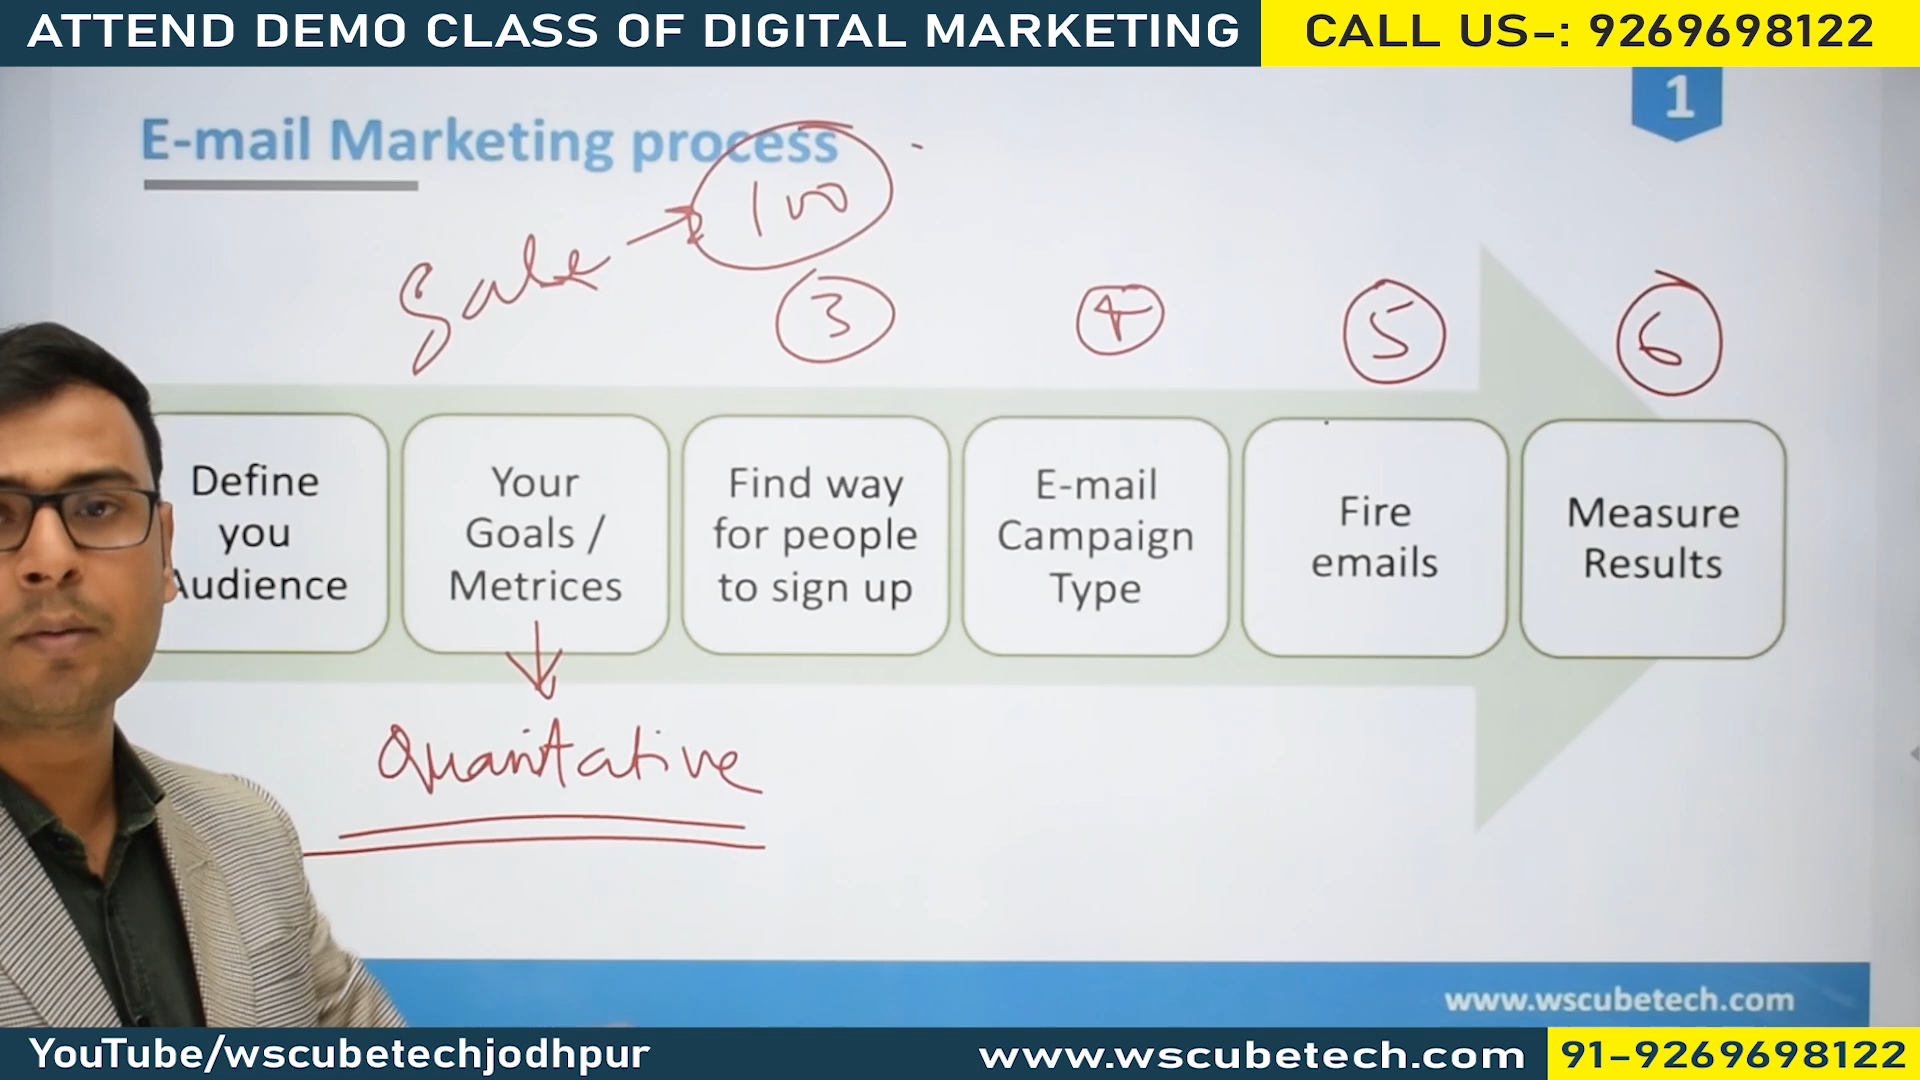 ATTEND DEMO CLASS OF DIGITAL MARKETING
CALL US-: 9269698122
1
E-mail Marketing process
Sale → 100
3
4
5
6
Define
you
Audience
Your
Goals /
Metrices
Find way
for people
to sign up
E-mail
Campaign
Type
Fire
emails
Measure
Results
Quantative
www.wscubetech.com
YouTube/wscubetechjodhpur
www.wscubetech.com
91-9269698122